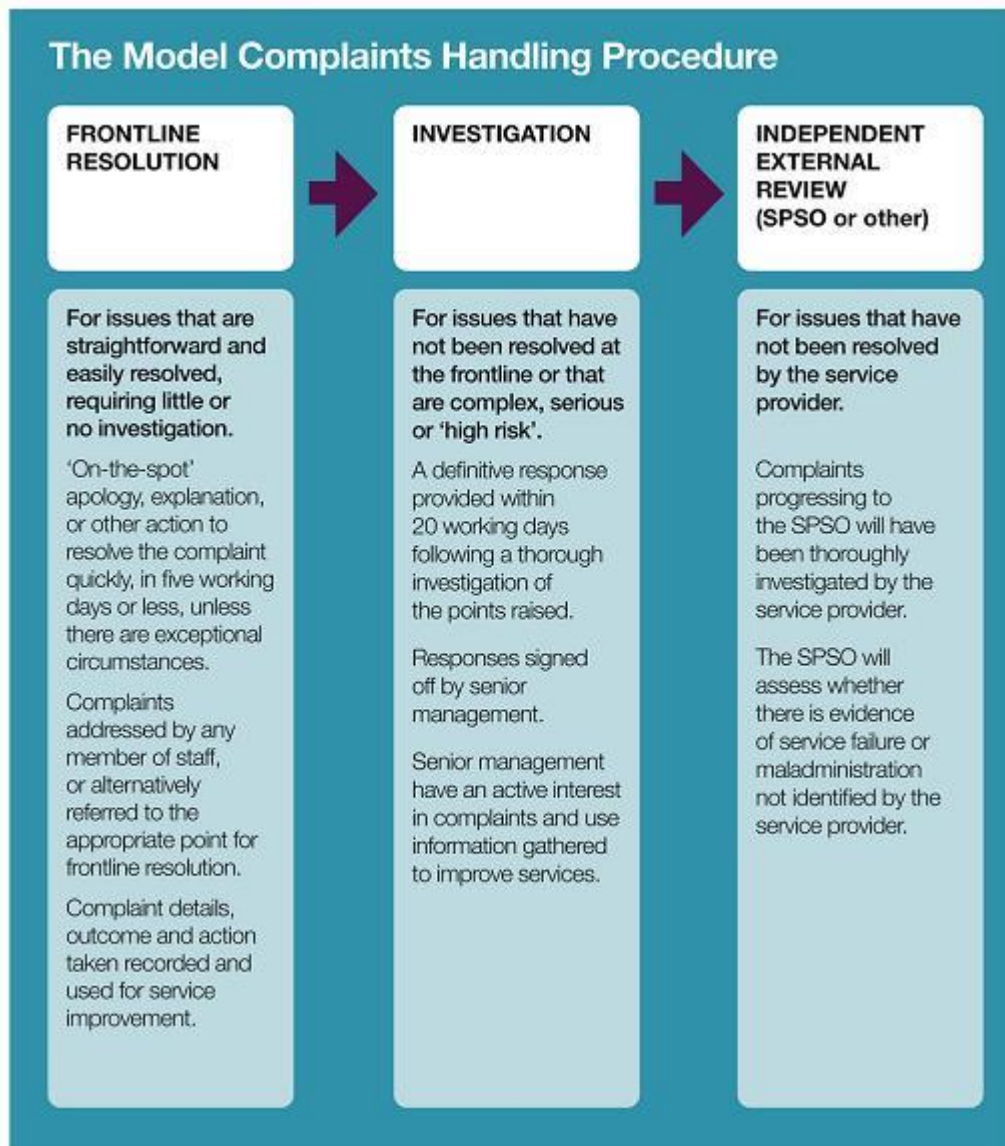 The Model Complaints Handling Procedure
FRONTLINE
RESOLUTION
INVESTIGATION
INDEPENDENT
EXTERNAL
REVIEW
(SPSO or other)
For issues that are
straightforward and
easily resolved,
requiring little or
no investigation.
‘On-the-spot’
apology, explanation,
or other action to
resolve the complaint
quickly, in five working
days or less, unless
there are exceptional
circumstances.
Complaints
addressed by any
member of staff,
or alternatively
referred to the
appropriate point for
frontline resolution.
Complaint details,
outcome and action
taken recorded and
used for service
improvement.
For issues that have
not been resolved at
the frontline or that
are complex, serious
or ‘high risk’.
A definitive response
provided within
20 working days
following a thorough
investigation of
the points raised.
Responses signed
off by senior
management.
Senior management
have an active interest
in complaints and use
information gathered
to improve services.
For issues that have
not been resolved
by the service
provider.
Complaints
progressing to
the SPSO will have
been thoroughly
investigated by the
service provider.
The SPSO will
assess whether
there is evidence
of service failure or
maladministration
not identified by the
service provider.